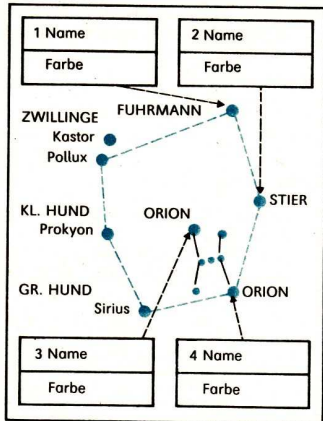 1 Name
Farbe
2 Name
Farbe
FUHRMANN
ZWILLINGE
Kastor
Pollux
STIER
KL. HUND
Prokyon
ORION
GR. HUND
Sirius
ORION
3 Name
Farbe
4 Name
Farbe